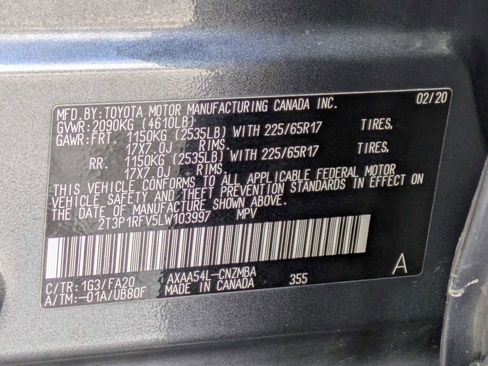 MFD. BY: TOYOTA MOTOR MANUFACTURING CANADA INC. 02/20
GVWR: 2090KG (4610LB)
GAWR: FRT. 1150KG (2535LB) WITH 225/65R17 TIRES,
17X7.0J RIMS.
RR. 1150KG (2535LB) WITH 225/65R17 TIRES,
17X7.0J RIMS.
THIS VEHICLE CONFORMS TO ALL APPLICABLE FEDERAL MOTOR
VEHICLE SAFETY AND THEFT PREVENTION STANDARDS IN EFFECT ON
THE DATE OF MANUFACTURE SHOWN ABOVE.
2T3P1RFV5LW103997 MPV
C/TR: 1G3/FA20 AXAA54L-CNZMBA
A/TM: -01A/UB80F MADE IN CANADA 355 A